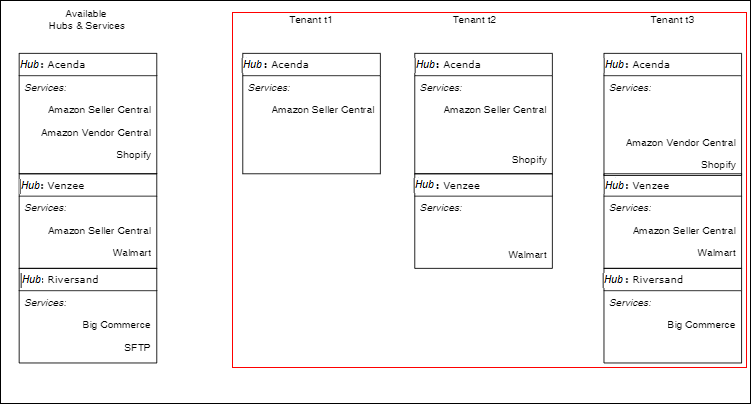 Available
Hubs & Services
Hub: Acenda
Services:
Amazon Seller Central
Amazon Vendor Central
Shopify
Hub: Venzee
Services:
Amazon Seller Central
Walmart
Hub: Riversand
Services:
Big Commerce
SFTP
Tenant t1
Hub: Acenda
Services:
Amazon Seller Central
Tenant t2
Hub: Acenda
Services:
Amazon Seller Central
Shopify
Hub: Venzee
Services:
Walmart
Tenant t3
Hub: Acenda
Services:
Amazon Vendor Central
Shopify
Hub: Venzee
Services:
Amazon Seller Central
Walmart
Hub: Riversand
Services:
Big Commerce